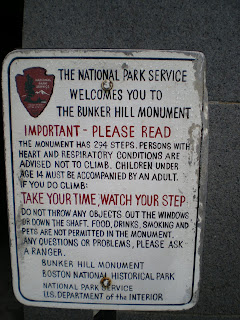 THE NATIONAL PARK SERVICE
WELCOMES YOU TO
THE BUNKER HILL MONUMENT
IMPORTANT - PLEASE READ
THE MONUMENT HAS 294 STEPS. PERSONS WITH
HEART AND RESPIRATORY CONDITIONS ARE
ADVISED NOT TO CLIMB. CHILDREN UNDER
AGE 14 MUST BE ACCOMPANIED BY AN ADULT.
IF YOU DO CLIMB:
TAKE YOUR TIME, WATCH YOUR STEP
DO NOT THROW ANY OBJECTS OUT THE WINDOWS
OR DOWN THE SHAFT. FOOD, DRINKS, SMOKING AND
PETS ARE NOT PERMITTED IN THE MONUMENT.
ANY QUESTIONS OR PROBLEMS, PLEASE ASK
A RANGER.
BUNKER HILL MONUMENT
BOSTON NATIONAL HISTORICAL PARK
NATIONAL PARK SERVICE
U.S. DEPARTMENT OF THE INTERIOR